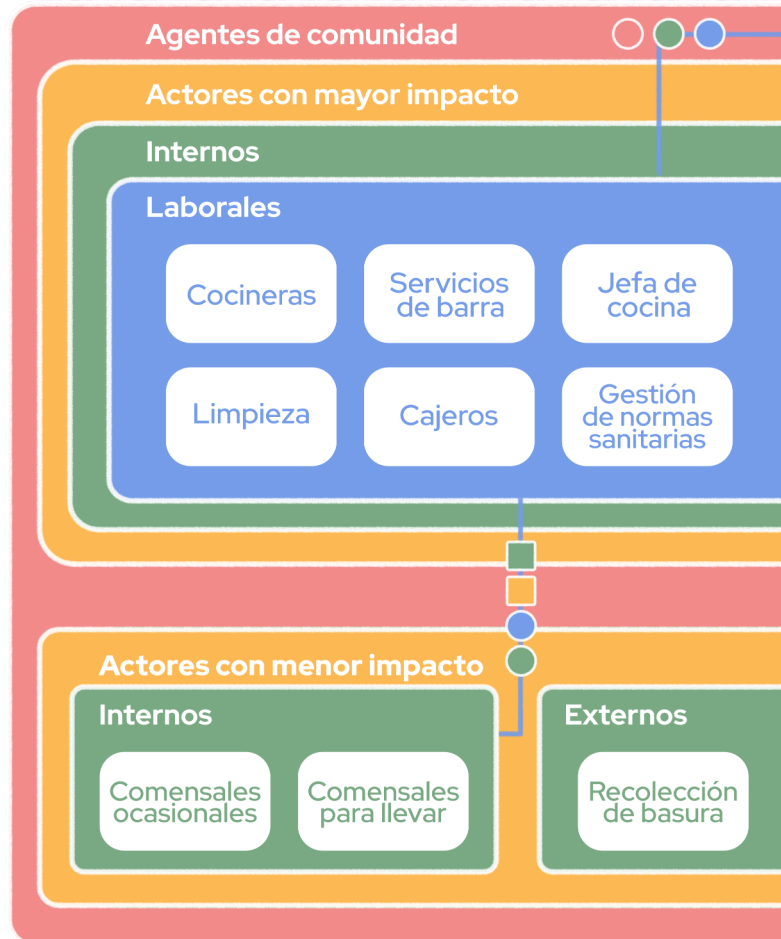 Agentes de comunidad
Actores con mayor impacto
Internos
Laborales
Cocineras
Servicios
de barra
Jefa de
cocina
Limpieza
Cajeros
Gestión
de normas
sanitarias
Actores con menor impacto
Internos
Comensales
ocasionales
Comensales
para llevar
Externos
Recolección
de basura